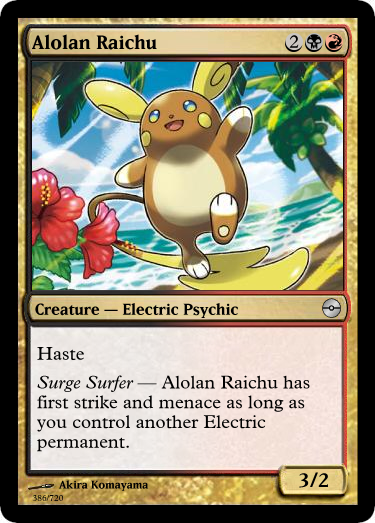 Alolan Raichu 2
Creature — Electric Psychic
Haste
Surge Surfer — Alolan Raichu has
first strike and menace as long as
you control another Electric
permanent.
3/2
Akira Komayama
386/720